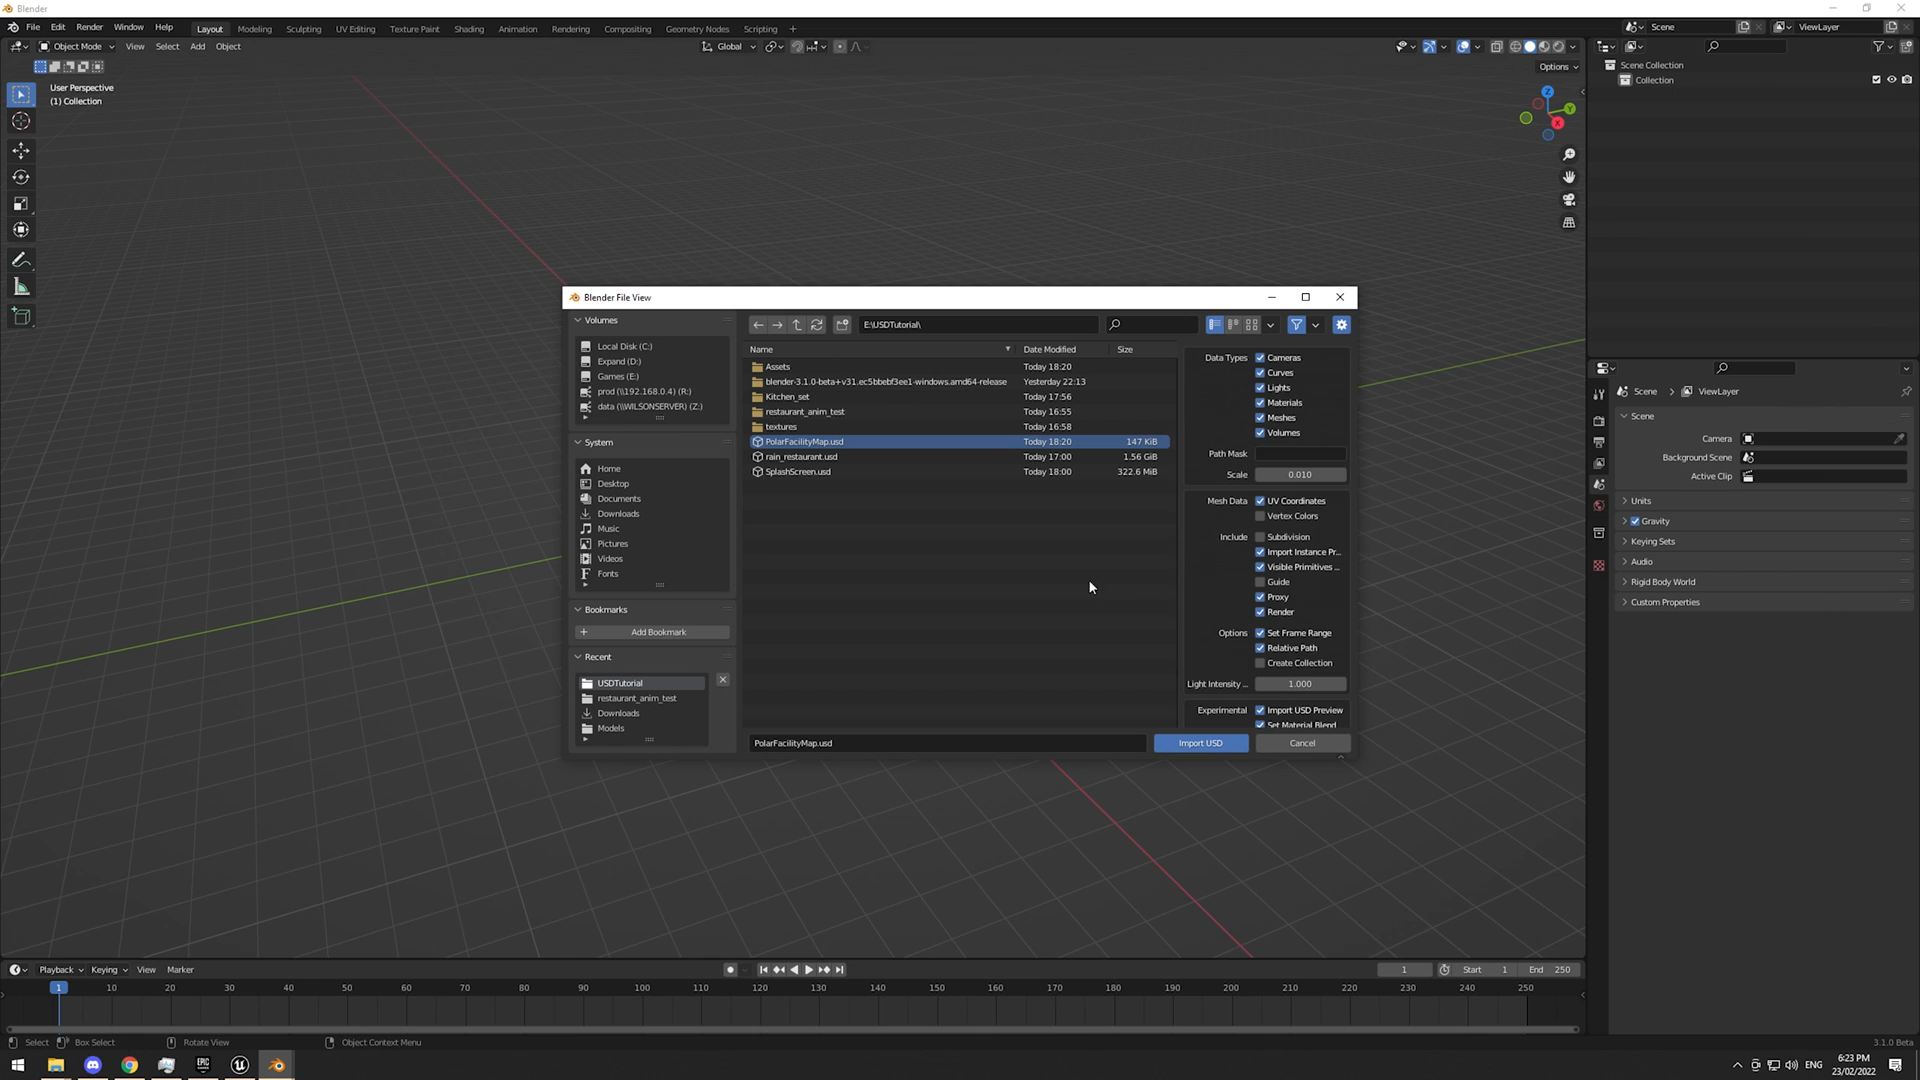 Blender
File Edit Render Window Help Layout Modeling Sculpting UV Editing Texture Paint Shading Animation Rendering Compositing Geometry Nodes Scripting + Scene ViewLayer
Object Mode View Select Add Object Global
Options
User Perspective
(1) Collection
Z
Y
X
Scene Collection
Collection
Blender File View
Volumes
Local Disk (C:)
Expand (D:)
Games (E:)
prod (\\192.168.0.4) (R:)
data (\\WILSONSERVER) (Z:)
System
Home
Desktop
Documents
Downloads
Music
Pictures
Videos
Fonts
Bookmarks
Add Bookmark
Recent
USDTutorial
restaurant_anim_test
Downloads
Models
E:\USDTutorial\
Name Date Modified Size
Assets Today 18:20
blender-3.1.0-beta+v31.ec5bbebf3ee1-windows.amd64-release Yesterday 22:13
Kitchen_set Today 17:56
restaurant_anim_test Today 16:55
textures Today 16:58
PolarFacilityMap.usd Today 18:20 147 KiB
rain_restaurant.usd Today 17:00 1.56 GiB
SplashScreen.usd Today 18:00 322.6 MiB
Data Types Cameras
Curves
Lights
Materials
Meshes
Volumes
Path Mask
Scale 0.010
Mesh Data UV Coordinates
Vertex Colors
Include Subdivision
Import Instance Pr...
Visible Primitives ...
Guide
Proxy
Render
Options Set Frame Range
Relative Path
Create Collection
Light Intensity ... 1.000
Experimental Import USD Preview
Set Material Blend
PolarFacilityMap.usd Import USD Cancel
Scene ViewLayer
Scene
Camera
Background Scene
Active Clip
Units
Gravity
Keying Sets
Audio
Rigid Body World
Custom Properties
Playback Keying View Marker 1 Start 1 End 250
1 10 20 30 40 50 60 70 80 90 100 110 120 130 140 150 160 170 180 190 200 210 220 230 240 250
Select Box Select Rotate View Object Context Menu 3.1.0 Beta
EPIC
ENG
6:23 PM
23/02/2022